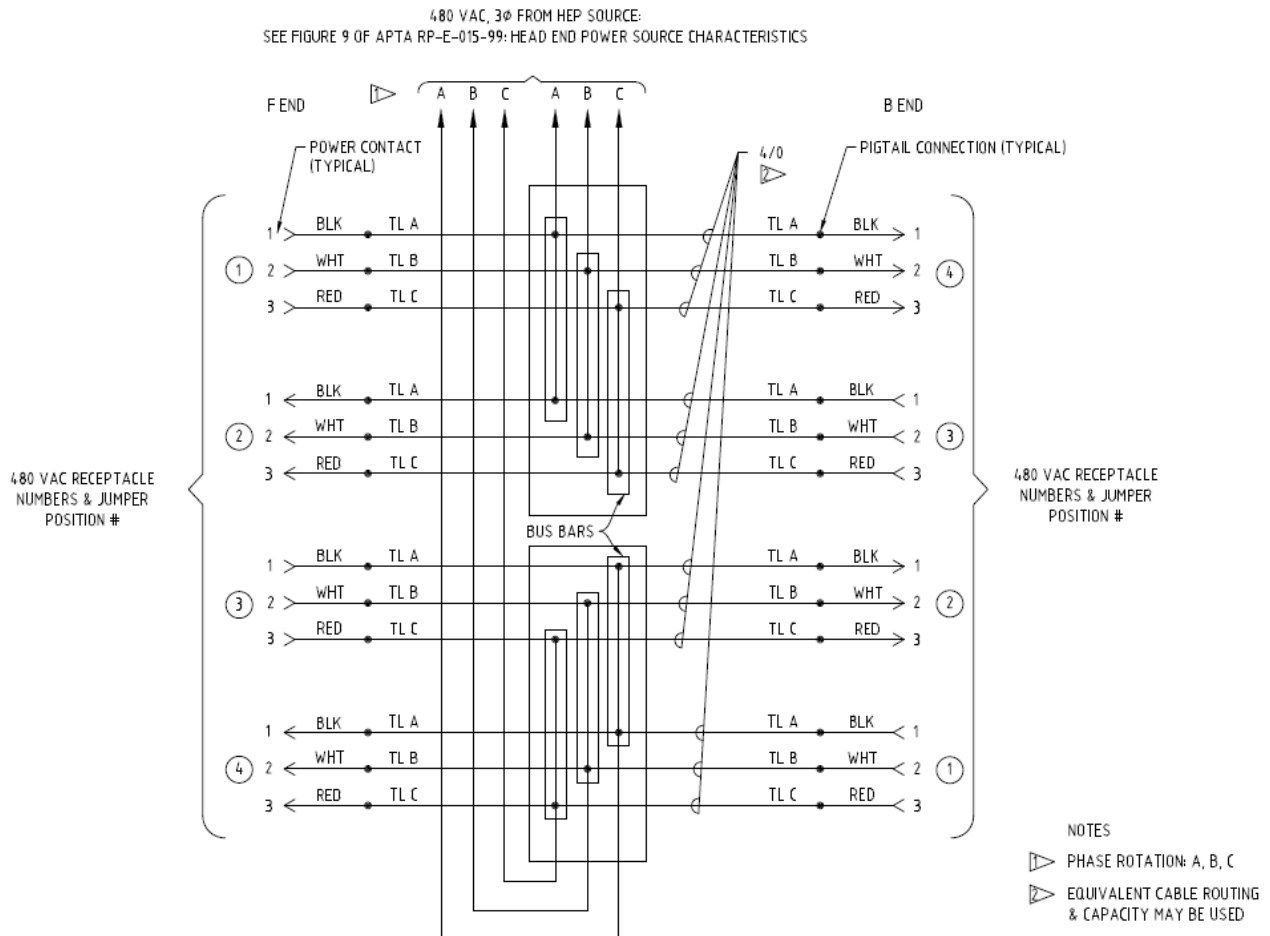 480 VAC, 3Ø FROM HEP SOURCE:
SEE FIGURE 9 OF APTA RP-E-015-99: HEAD END POWER SOURCE CHARACTERISTICS
1 A B C A B C
F END
B END
POWER CONTACT
(TYPICAL)
4/0
2
PIGTAIL CONNECTION (TYPICAL)
1 BLK TL A TL A BLK 1
1 2 WHT TL B TL B WHT 2 4
3 RED TL C TL C RED 3
1 BLK TL A TL A BLK 1
2 2 WHT TL B TL B WHT 2 3
3 RED TL C TL C RED 3
480 VAC RECEPTACLE
NUMBERS & JUMPER
POSITION #
480 VAC RECEPTACLE
NUMBERS & JUMPER
POSITION #
BUS BARS
1 BLK TL A TL A BLK 1
3 2 WHT TL B TL B WHT 2 2
3 RED TL C TL C RED 3
1 BLK TL A TL A BLK 1
4 2 WHT TL B TL B WHT 2 1
3 RED TL C TL C RED 3
NOTES
1 PHASE ROTATION: A, B, C
2 EQUIVALENT CABLE ROUTING
& CAPACITY MAY BE USED